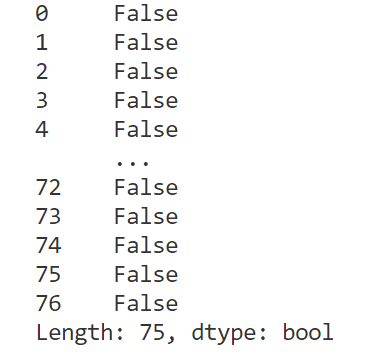 0     False
1     False
2     False
3     False
4     False
      ...
72    False
73    False
74    False
75    False
76    False
Length: 75, dtype: bool